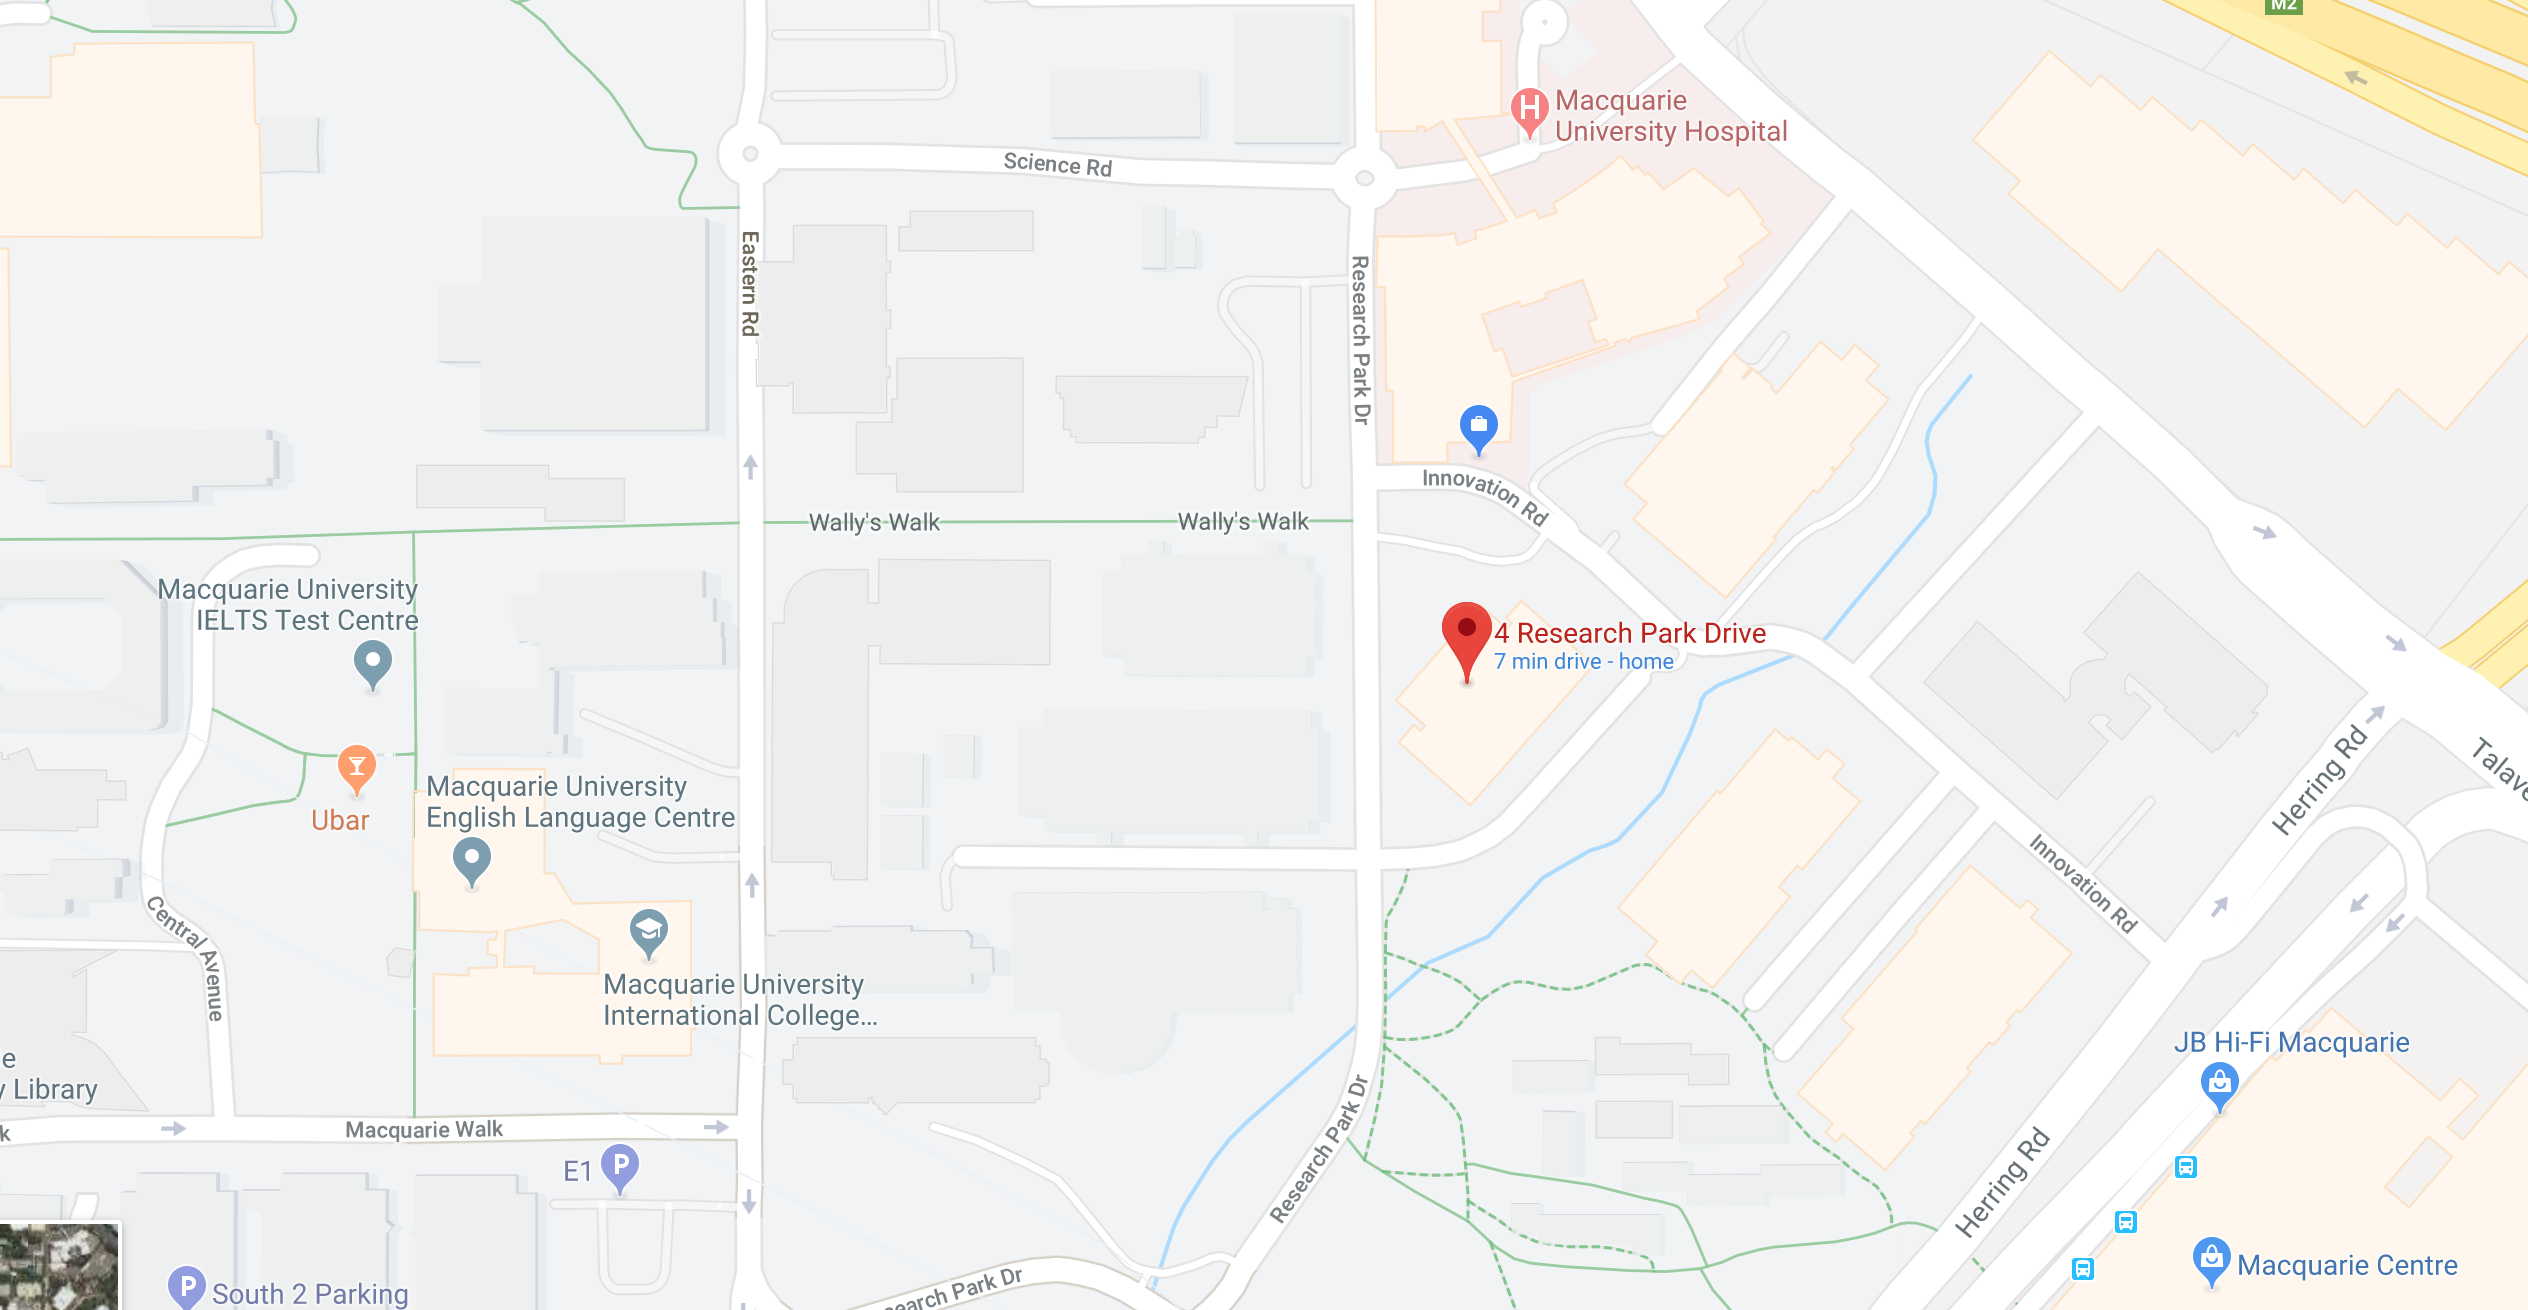 M2
Macquarie
University Hospital
Science Rd
Eastern Rd
Research Park Dr
Innovation Rd
Wally's Walk
Wally's Walk
Macquarie University
IELTS Test Centre
4 Research Park Drive
7 min drive - home
Ubar
Macquarie University
English Language Centre
Herring Rd
Innovation Rd
Central Avenue
Macquarie University
International College...
Library
JB Hi-Fi Macquarie
Macquarie Walk
Research Park Dr
E1
P
Herring Rd
South 2 Parking
P
Park Dr
Macquarie Centre
H